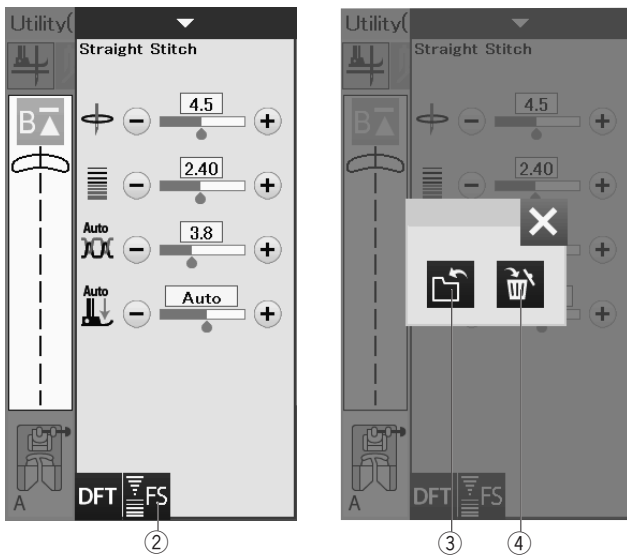 Utility(
Straight Stitch
B
4.5
2.40
Auto
3.8
Auto
Auto
A
DFT FS
②
Utility(
Straight Stitch
B
4.5
2.40
A
DFT FS
③
④